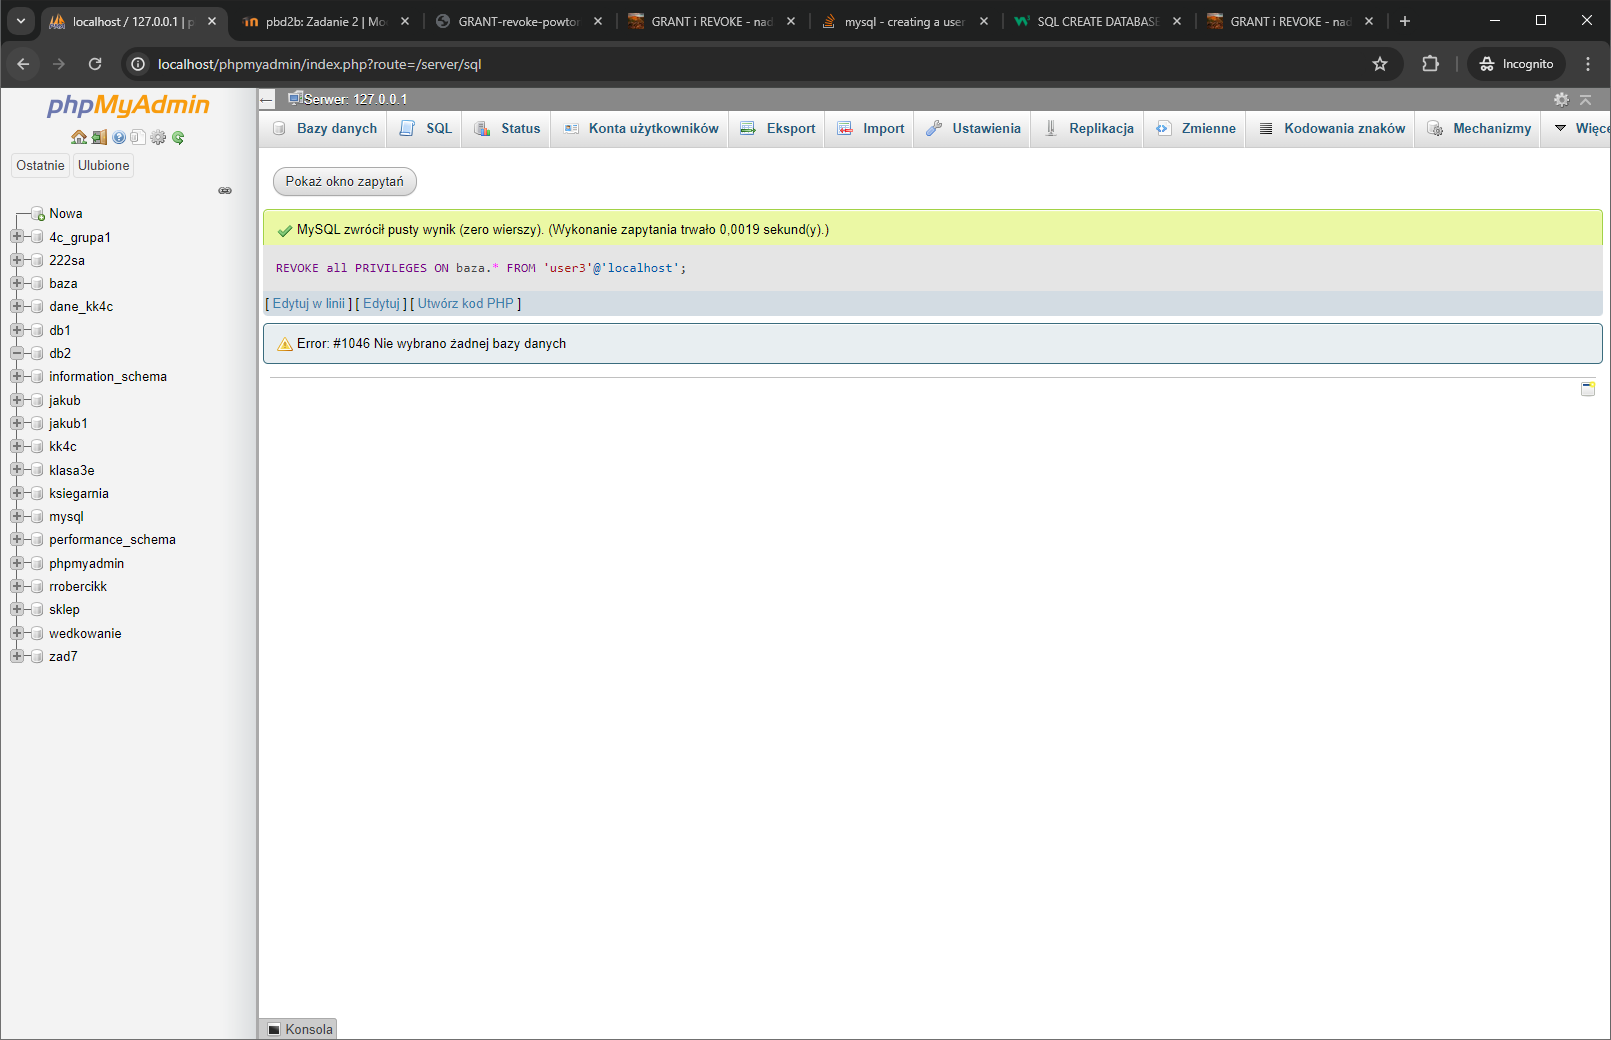 localhost / 127.0.0.1 | p
pbd2b: Zadanie 2 | Moo
GRANT-revoke-powtor
GRANT i REVOKE - nad
mysql - creating a user
SQL CREATE DATABASE
GRANT i REVOKE - nad
localhost/phpmyadmin/index.php?route=/server/sql
Incognito
phpMyAdmin
Ostatnie
Ulubione
Nowa
4c_grupa1
222sa
baza
dane_kk4c
db1
db2
information_schema
jakub
jakub1
kk4c
klasa3e
ksiegarnia
mysql
performance_schema
phpmyadmin
rrobercikk
sklep
wedkowanie
zad7
Serwer: 127.0.0.1
Bazy danych
SQL
Status
Konta użytkowników
Eksport
Import
Ustawienia
Replikacja
Zmienne
Kodowania znaków
Mechanizmy
Więce
Pokaż okno zapytań
MySQL zwrócił pusty wynik (zero wierszy). (Wykonanie zapytania trwało 0,0019 sekund(y).)
REVOKE all PRIVILEGES ON baza.* FROM 'user3'@'localhost';
[ Edytuj w linii ] [ Edytuj ] [ Utwórz kod PHP ]
Error: #1046 Nie wybrano żadnej bazy danych
Konsola